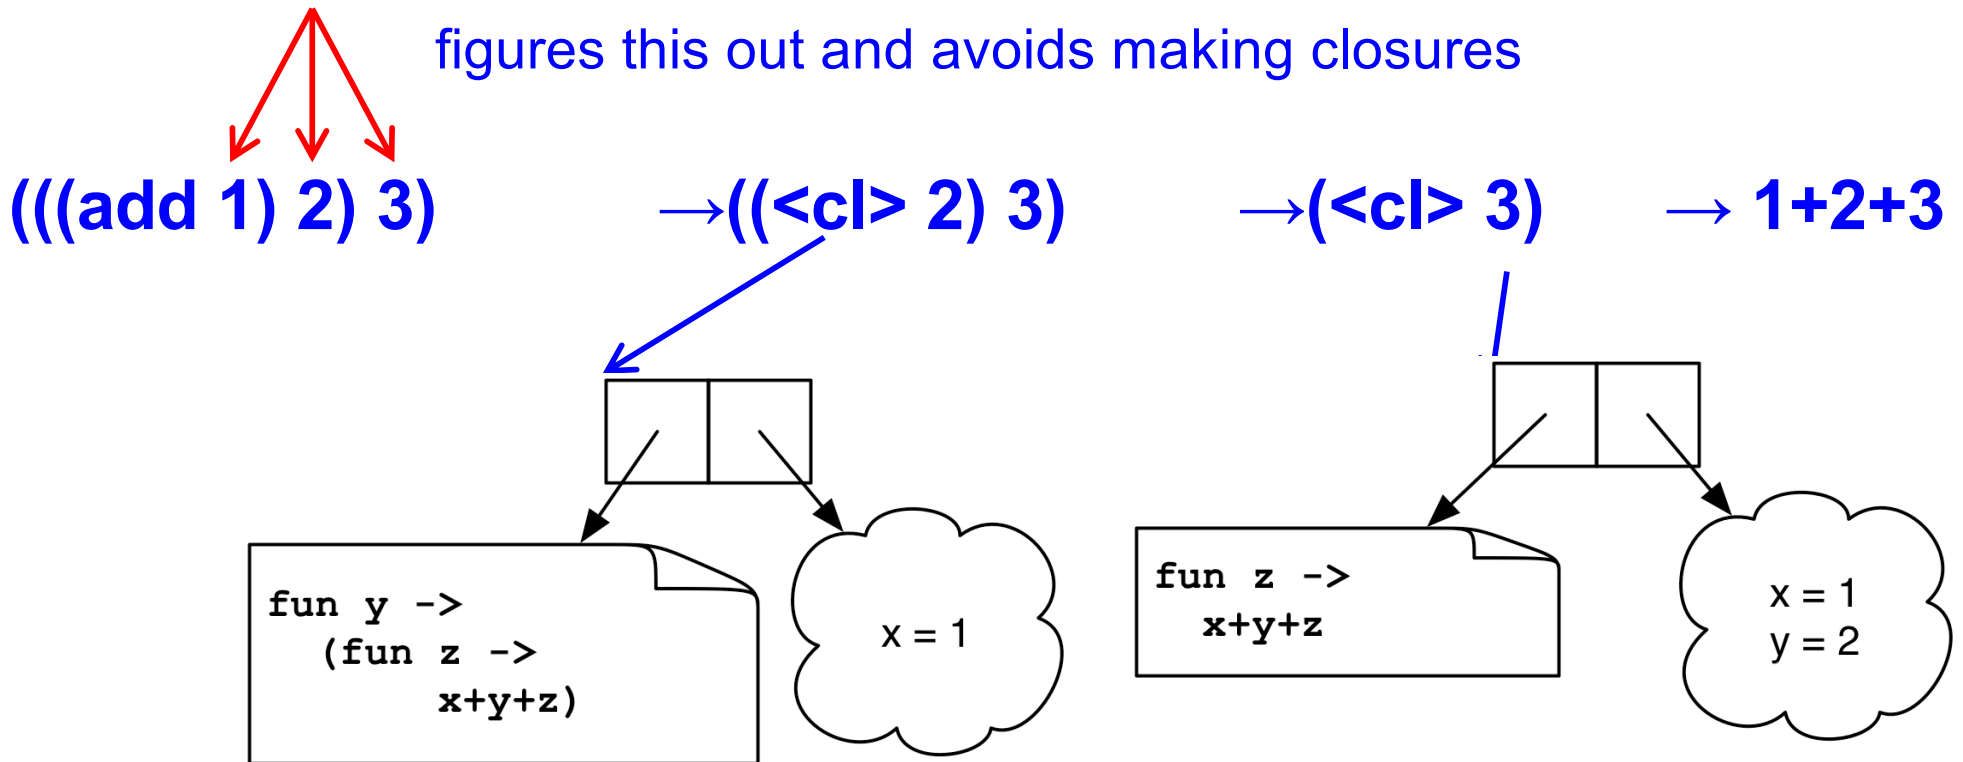 figures this out and avoids making closures
(((add 1) 2) 3) →((<cl> 2) 3) →(<cl> 3) → 1+2+3
fun y ->
(fun z ->
x+y+z)
x = 1
fun z ->
x+y+z
x = 1
y = 2